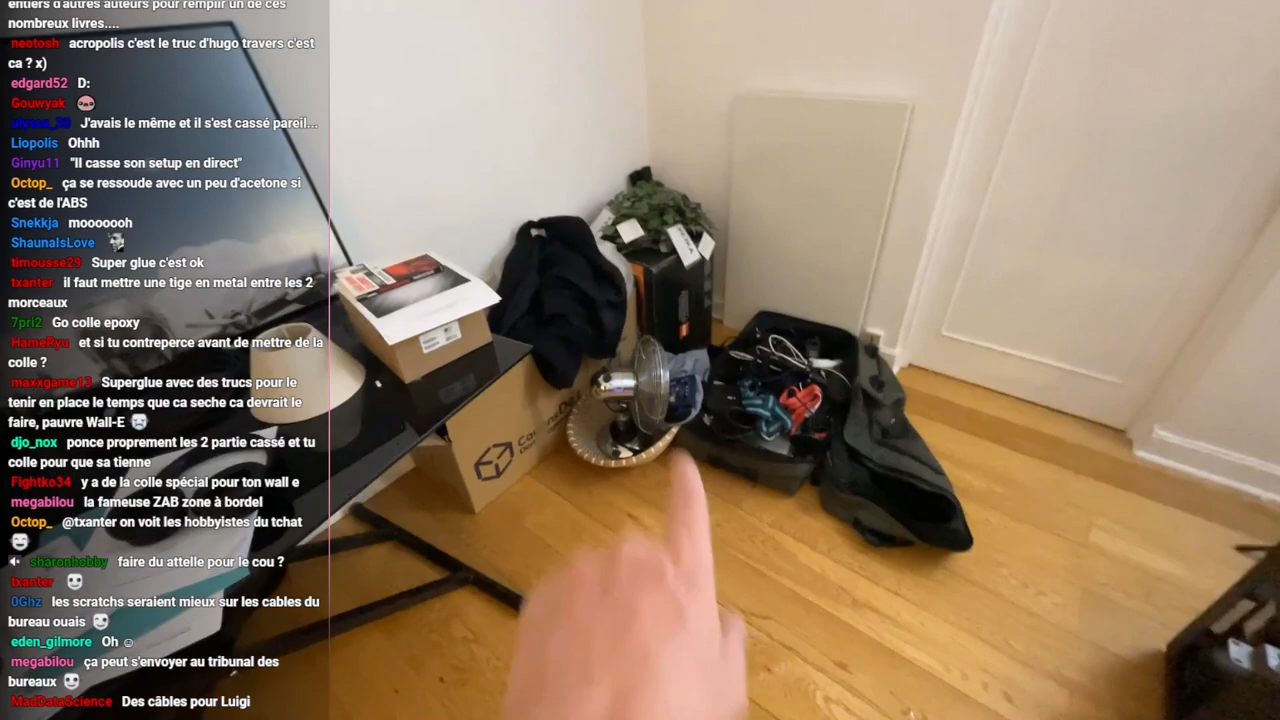 entiers d'autres auteurs pour remplir un de ces
nombreux livres....
neotosh acropolis c'est le truc d'hugo travers c'est
ca ? x)
edgard52 D:
Gouwyak
J'avais le même et il s'est cassé pareil...
Liopolis Ohhh
Ginyu11 "Il casse son setup en direct"
Octop_ ça se ressoude avec un peu d'acetone si
c'est de l'ABS
Snekkja mooooooh
ShaunaIsLove
timousse29 Super glue c'est ok
txanter il faut mettre une tige en metal entre les 2
morceaux
7pri2 Go colle epoxy
HameRyu et si tu contreperce avant de mettre de la
colle ?
maxxgame13 Superglue avec des trucs pour le
tenir en place le temps que ca seche ca devrait le
faire, pauvre Wall-E
djo_nox ponce proprement les 2 partie cassé et tu
colle pour que sa tienne
Fightko34 y a de la colle spécial pour ton wall e
megabilou la fameuse ZAB zone à bordel
Octop_ @txanter on voit les hobbyistes du tchat
sharonhobby faire du attelle pour le cou ?
txanter
0Ghz les scratchs seraient mieux sur les cables du
bureau ouais
eden_gilmore Oh ☺
megabilou ça peut s'envoyer au tribunal des
bureaux
MadDataScience Des câbles pour Luigi